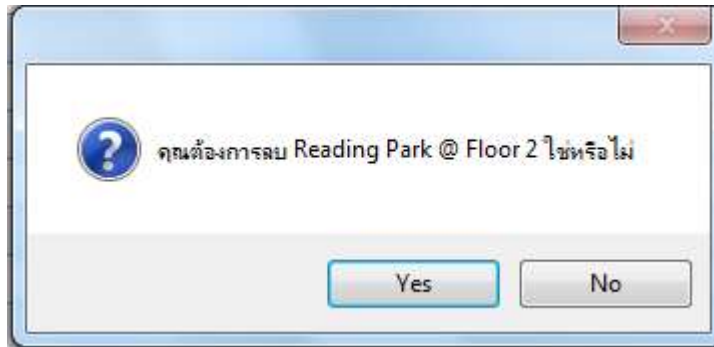 คุณต้องการลบ Reading Park @ Floor 2 ใช่หรือไม่
Yes
No